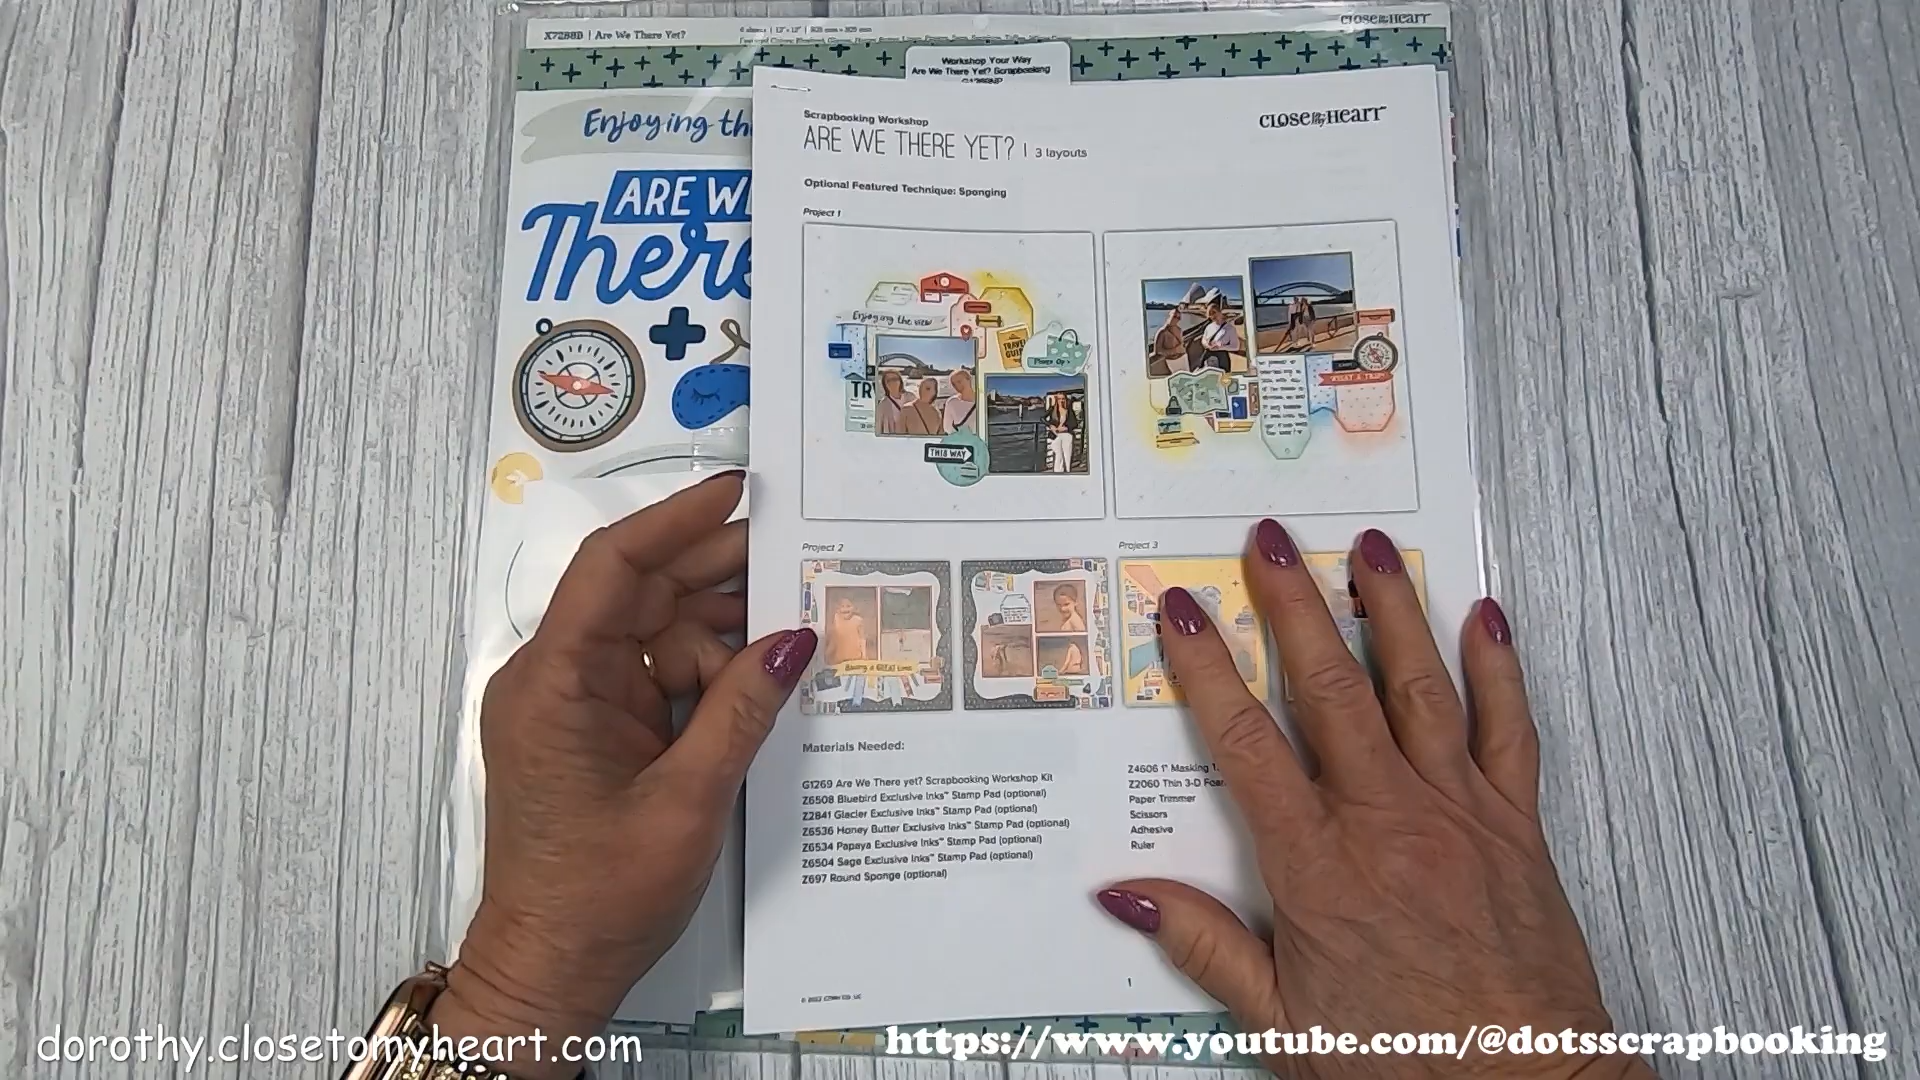 X7288B | Are We There Yet?
CLOSE TO MY HEART
Workshop Your Way
Are We There Yet? Scrapbooking
Enjoying th
ARE WE
There
Scrapbooking Workshop
ARE WE THERE YET? | 3 layouts
CLOSE TO MY HEART
Optional Featured Technique: Sponging
Project 1
Enjoying the view
TRAVEL
GUIDE
TR
THIS WAY
WHAT A TRIP!
Project 2
Project 3
Having a GREAT time
Materials Needed:
G1269 Are We There yet? Scrapbooking Workshop Kit
Z6508 Bluebird Exclusive Inks™ Stamp Pad (optional)
Z2841 Glacier Exclusive Inks™ Stamp Pad (optional)
Z6536 Honey Butter Exclusive Inks™ Stamp Pad (optional)
Z6534 Papaya Exclusive Inks™ Stamp Pad (optional)
Z6504 Sage Exclusive Inks™ Stamp Pad (optional)
Z697 Round Sponge (optional)
Z4606 1" Masking
Z2060 Thin 3-D Foa
Paper Trimmer
Scissors
Adhesive
Ruler
1
dorothy.closetomyheart.com
https://www.youtube.com/@dotsscrapbooking